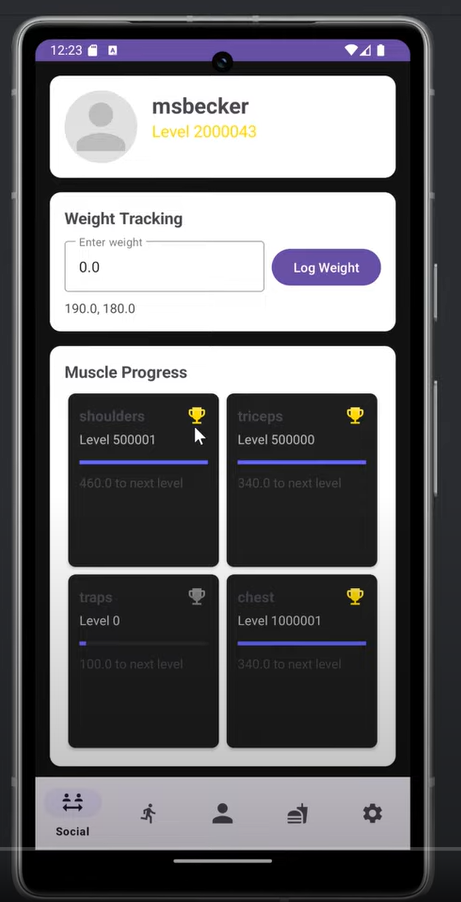 12:23
msbecker
Level 2000043
Weight Tracking
Enter weight
0.0
Log Weight
190.0, 180.0
Muscle Progress
shoulders
Level 500001
460.0 to next level
triceps
Level 500000
340.0 to next level
traps
Level 0
100.0 to next level
chest
Level 1000001
340.0 to next level
Social